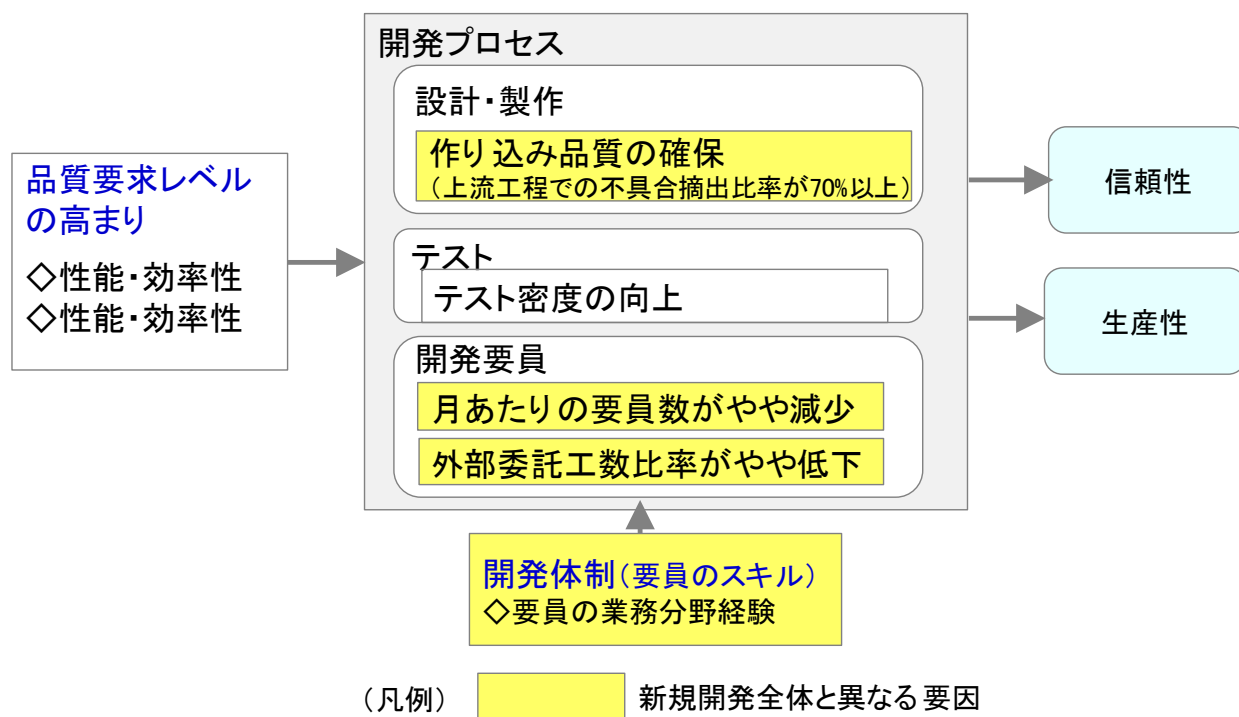 開発プロセス
設計・製作
作り込み品質の確保
（上流工程での不具合摘出比率が70%以上）
品質要求レベル
の高まり
◇性能・効率性
◇性能・効率性
テスト
テスト密度の向上
開発要員
月あたりの要員数がやや減少
外部委託工数比率がやや低下
信頼性
生産性
開発体制（要員のスキル）
◇要員の業務分野経験
（凡例）
新規開発全体と異なる要因